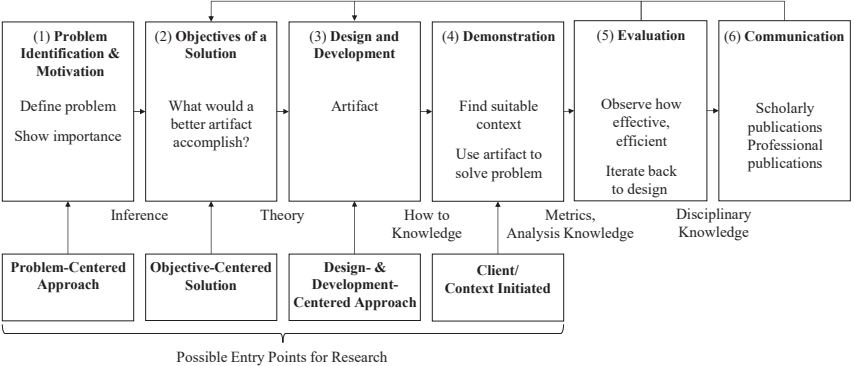 (1) Problem
Identification &
Motivation
Define problem
Show importance
(2) Objectives of a
Solution
What would a
better artifact
accomplish?
(3) Design and
Development
Artifact
(4) Demonstration
Find suitable
context
Use artifact to
solve problem
(5) Evaluation
Observe how
effective,
efficient
Iterate back
to design
(6) Communication
Scholarly
publications
Professional
publications
Inference
Theory
How to
Knowledge
Metrics,
Analysis Knowledge
Disciplinary
Knowledge
Problem-Centered
Approach
Objective-Centered
Solution
Design- &
Development-
Centered Approach
Client/
Context Initiated
Possible Entry Points for Research